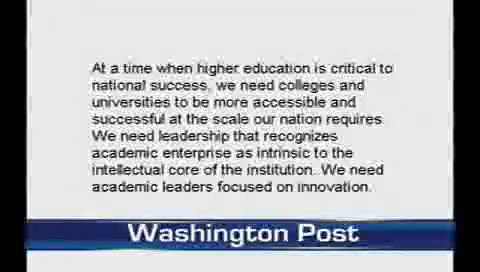 At a time when higher education is critical to
national success, we need colleges and
universities to be more accessible and
successful at the scale our nation requires.
We need leadership that recognizes
academic enterprise as intrinsic to the
intellectual core of the institution. We need
academic leaders focused on innovation.
Washington Post